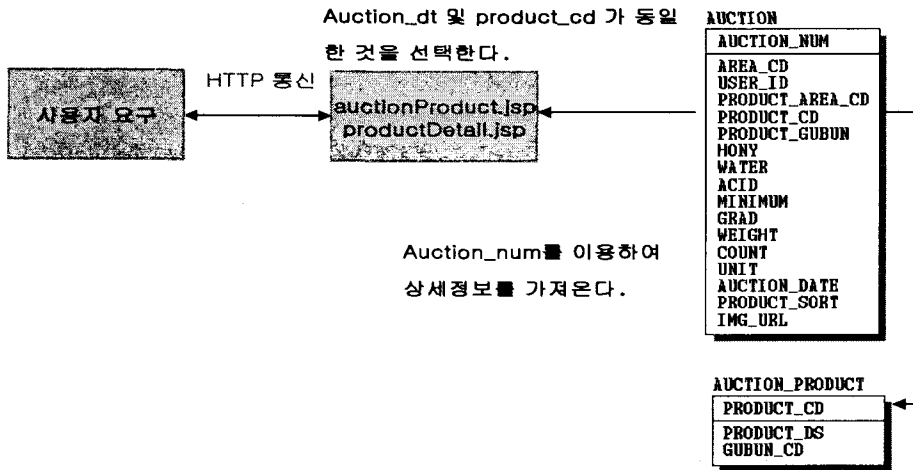 Auction_dt 및 product_cd 가 동일
한 것을 선택한다.
HTTP 통신
사용자 요구
auctionProduct.jsp
productDetail.jsp
Auction_num를 이용하여
상세정보를 가져온다.
AUCTION
AUCTION_NUM
AREA_CD
USER_ID
PRODUCT_AREA_CD
PRODUCT_CD
PRODUCT_GUBUN
HONY
WATER
ACID
MINIMUM
GRAD
WEIGHT
COUNT
UNIT
AUCTION_DATE
PRODUCT_SORT
IMG_URL
AUCTION_PRODUCT
PRODUCT_CD
PRODUCT_DS
GUBUN_CD